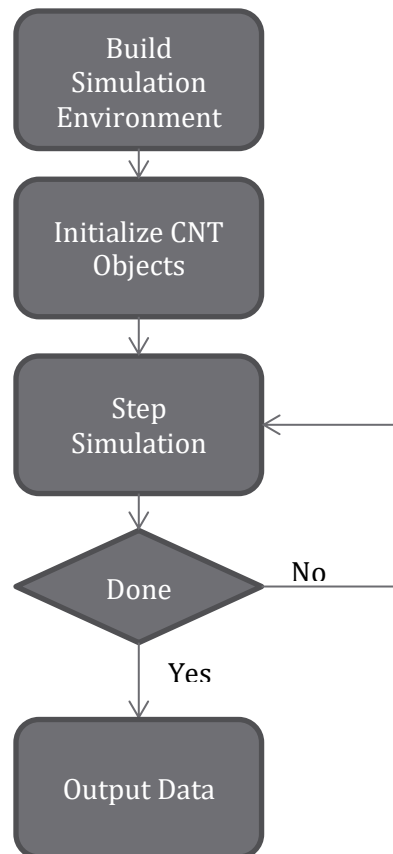 Build
Simulation
Environment
Initialize CNT
Objects
Step
Simulation
Done
No
Yes
Output Data